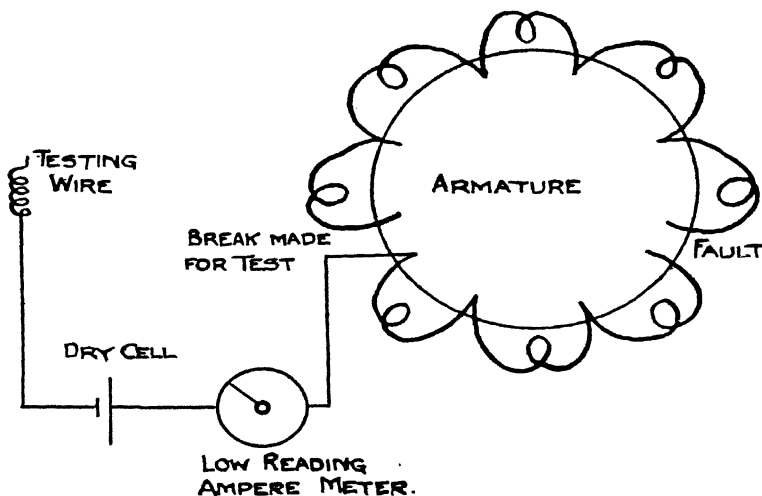 TESTING
WIRE
ARMATURE
BREAK MADE
FOR TEST
FAULT
DRY CELL
LOW READING
AMPERE METER.